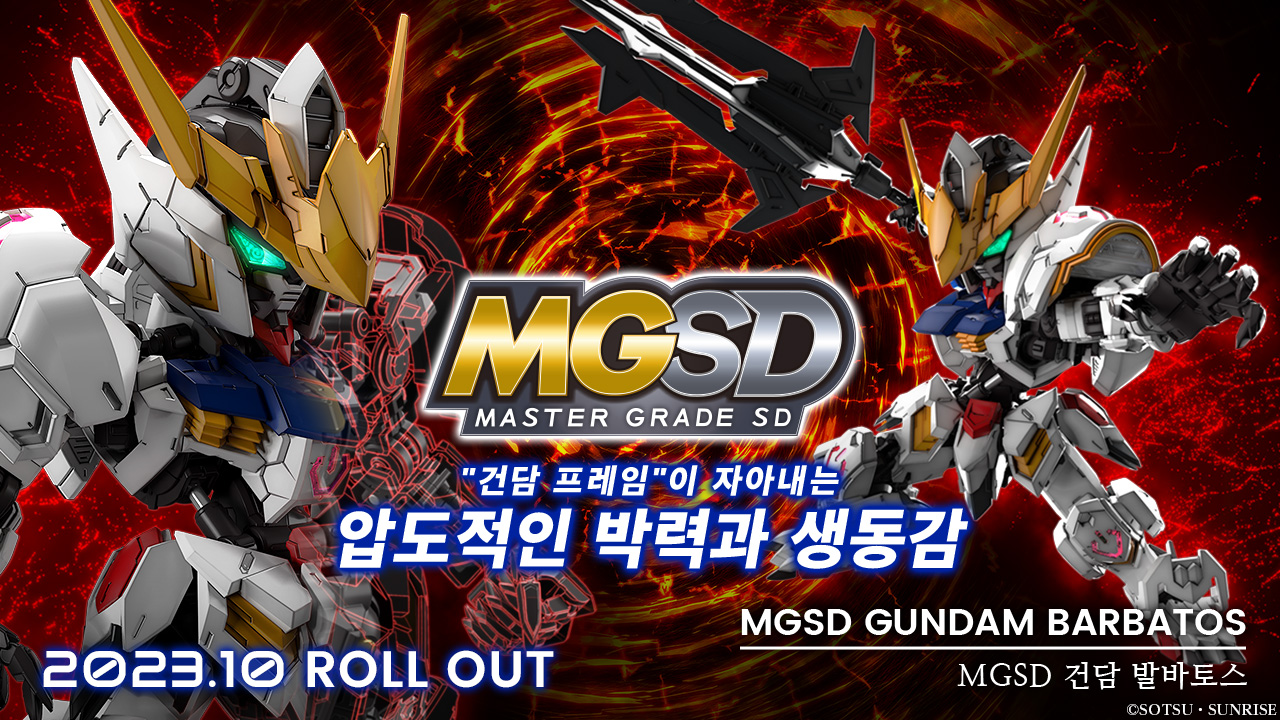 MGSD
MASTER GRADE SD
"건담 프레임"이 자아내는
압도적인 박력과 생동감
MGSD GUNDAM BARBATOS
MGSD 건담 발바토스
2023.10 ROLL OUT
©SOTSU・SUNRISE